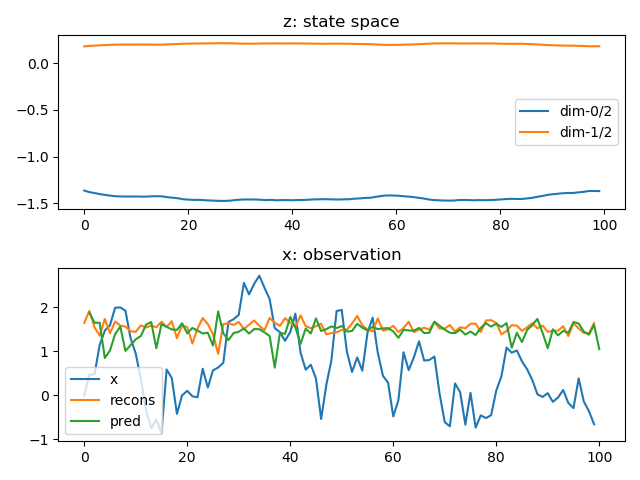 z: state space
0.0
−0.5
−1.0
−1.5
dim-0/2
dim-1/2
0 20 40 60 80 100
x: observation
2
1
0
−1
x
recons
pred
0 20 40 60 80 100